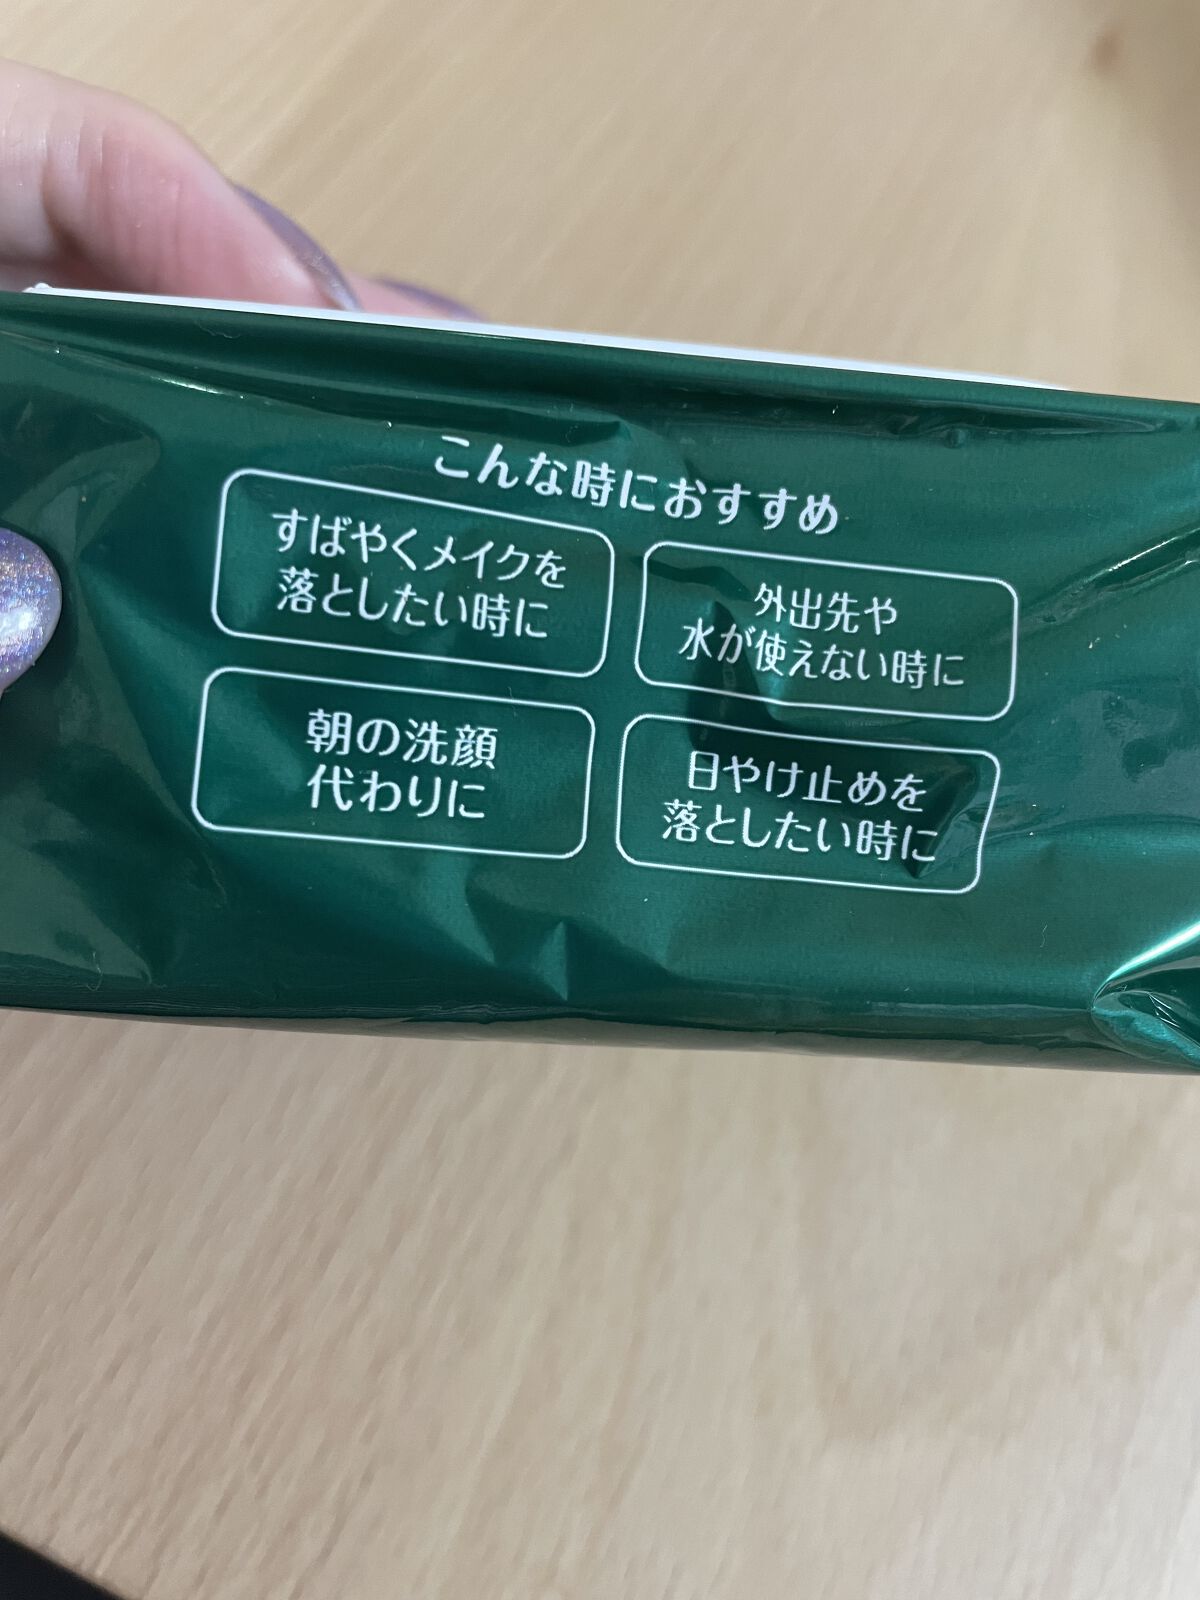 こんな時におすすめ
すばやくメイクを
落としたい時に
外出先や
水が使えない時に
朝の洗顔
代わりに
日やけ止めを
落としたい時に